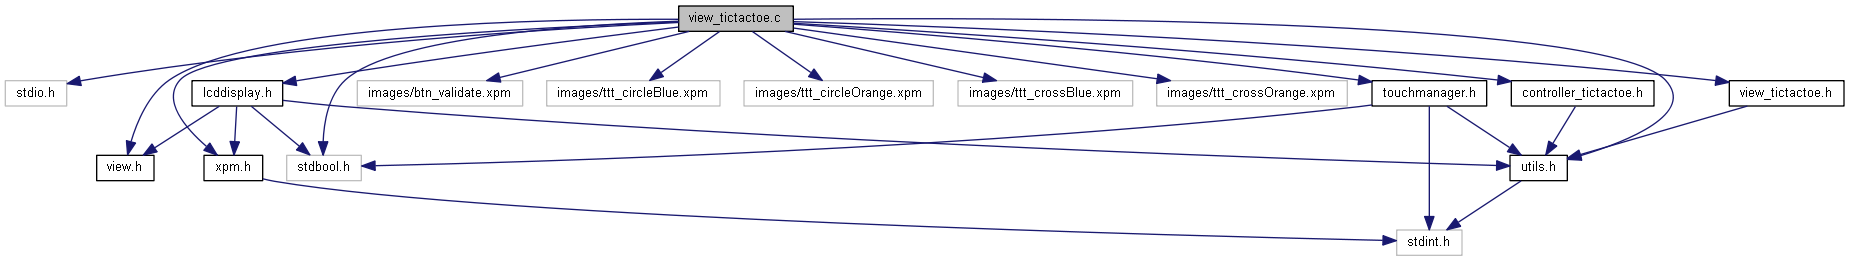 view_tictactoe.c
stdio.h
lcddisplay.h
images/btn_validate.xpm
images/ttt_circleBlue.xpm
images/ttt_circleOrange.xpm
images/ttt_crossBlue.xpm
images/ttt_crossOrange.xpm
touchmanager.h
controller_tictactoe.h
view_tictactoe.h
view.h
xpm.h
stdbool.h
utils.h
stdint.h